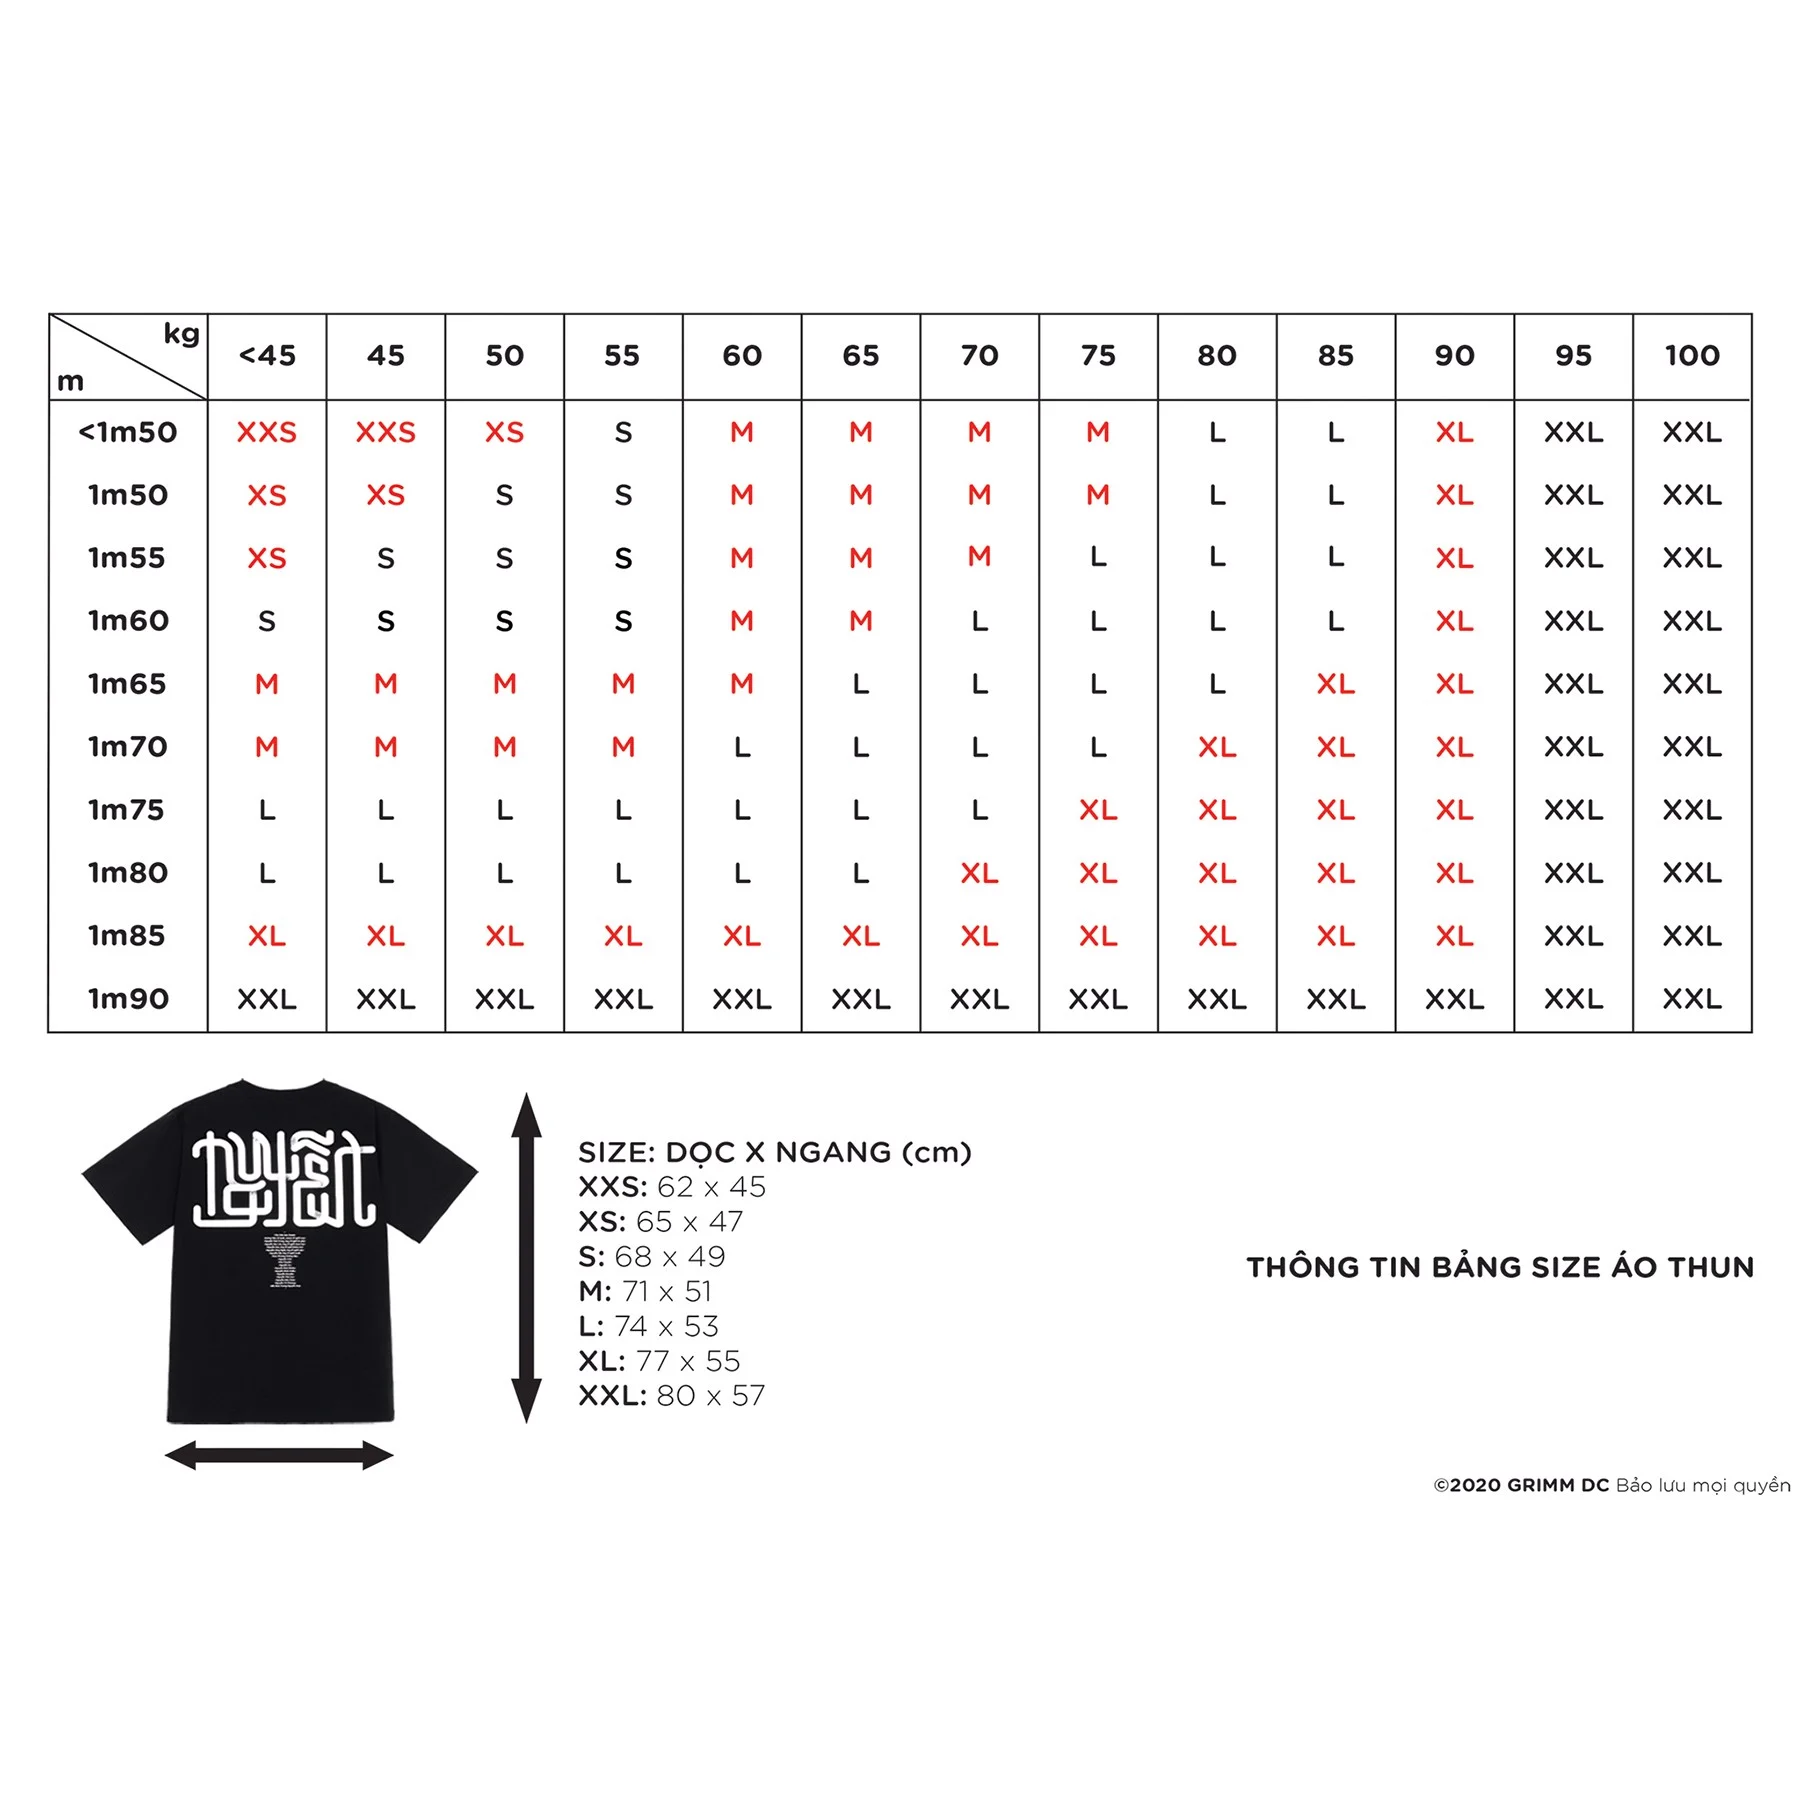 kg
m
<45 45 50 55 60 65 70 75 80 85 90 95 100
<1m50 XXS XXS XS S M M M M L L XL XXL XXL
1m50 XS XS S S M M M M L L XL XXL XXL
1m55 XS S S S M M M L L L XL XXL XXL
1m60 S S S S M M L L L L XL XXL XXL
1m65 M M M M M L L L L XL XL XXL XXL
1m70 M M M M L L L L XL XL XL XXL XXL
1m75 L L L L L L L XL XL XL XL XXL XXL
1m80 L L L L L L XL XL XL XL XL XXL XXL
1m85 XL XL XL XL XL XL XL XL XL XL XL XXL XXL
1m90 XXL XXL XXL XXL XXL XXL XXL XXL XXL XXL XXL XXL XXL
SIZE: DỌC X NGANG (cm)
XXS: 62 x 45
XS: 65 x 47
S: 68 x 49
M: 71 x 51
L: 74 x 53
XL: 77 x 55
XXL: 80 x 57
THÔNG TIN BẢNG SIZE ÁO THUN
©2020 GRIMM DC Bảo lưu mọi quyền